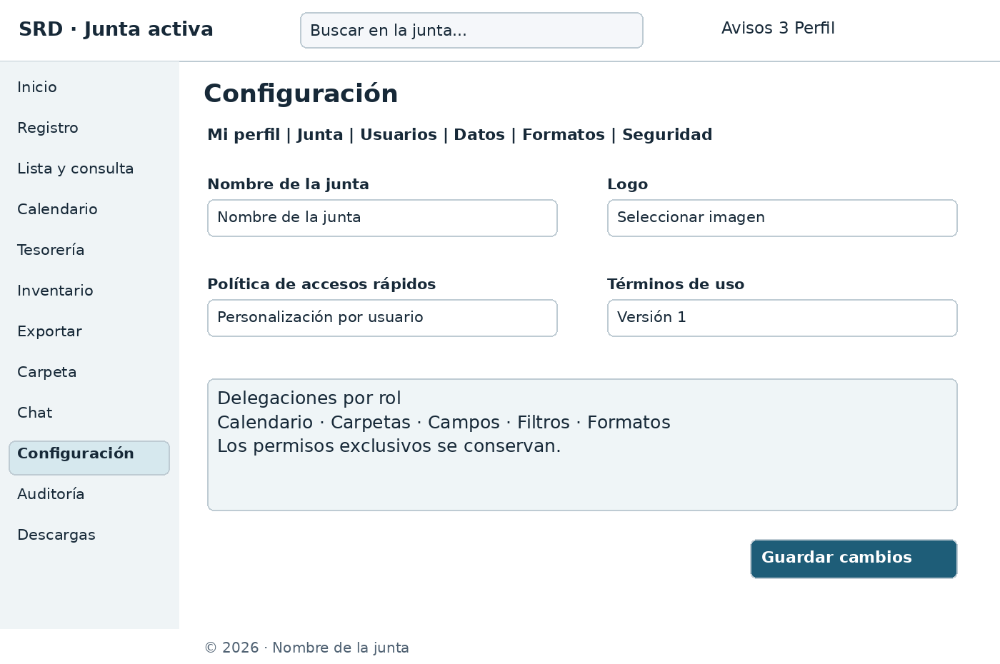 SRD · Junta activa
Buscar en la junta...
Avisos 3 Perfil
Inicio
Registro
Lista y consulta
Calendario
Tesorería
Inventario
Exportar
Carpeta
Chat
Configuración
Auditoría
Descargas
Configuración
Mi perfil | Junta | Usuarios | Datos | Formatos | Seguridad
Nombre de la junta
Nombre de la junta
Logo
Seleccionar imagen
Política de accesos rápidos
Personalización por usuario
Términos de uso
Versión 1
Delegaciones por rol
Calendario · Carpetas · Campos · Filtros · Formatos
Los permisos exclusivos se conservan.
Guardar cambios
© 2026 · Nombre de la junta